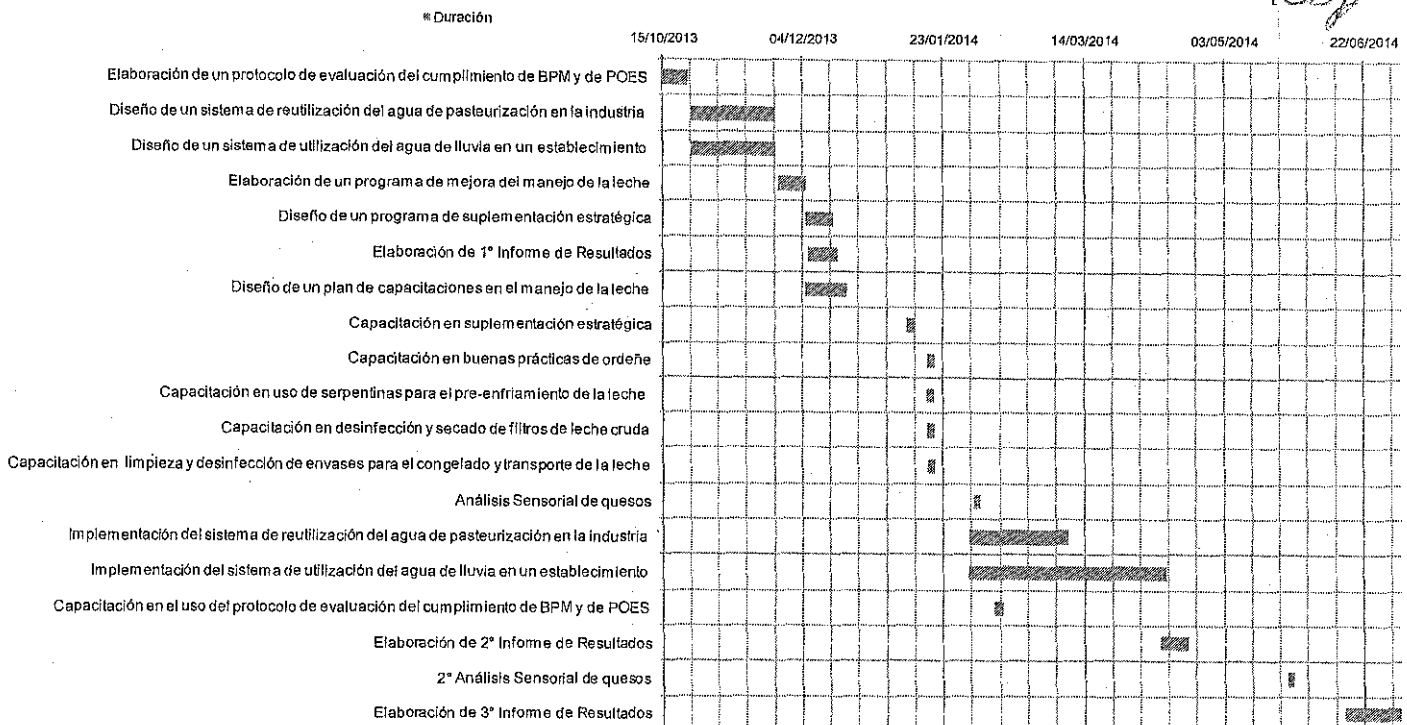 Duración
15/10/2013 04/12/2013 23/01/2014 14/03/2014 03/05/2014 22/06/2014
Elaboración de un protocolo de evaluación del cumplimiento de BPM y de POES
Diseño de un sistema de reutilización del agua de pasteurización en la industria
Diseño de un sistema de utilización del agua de lluvia en un establecimiento
Elaboración de un programa de mejora del manejo de la leche
Diseño de un programa de suplementación estratégica
Elaboración de 1° Informe de Resultados
Diseño de un plan de capacitaciones en el manejo de la leche
Capacitación en suplementación estratégica
Capacitación en buenas prácticas de ordeñe
Capacitación en uso de serpentinas para el pre-enfriamiento de la leche
Capacitación en desinfección y secado de filtros de leche cruda
Capacitación en limpieza y desinfección de envases para el congelado y transporte de la leche
Análisis Sensorial de quesos
Implementación del sistema de reutilización del agua de pasteurización en la industria
Implementación del sistema de utilización del agua de lluvia en un establecimiento
Capacitación en el uso del protocolo de evaluación del cumplimiento de BPM y de POES
Elaboración de 2° Informe de Resultados
2° Análisis Sensorial de quesos
Elaboración de 3° Informe de Resultados